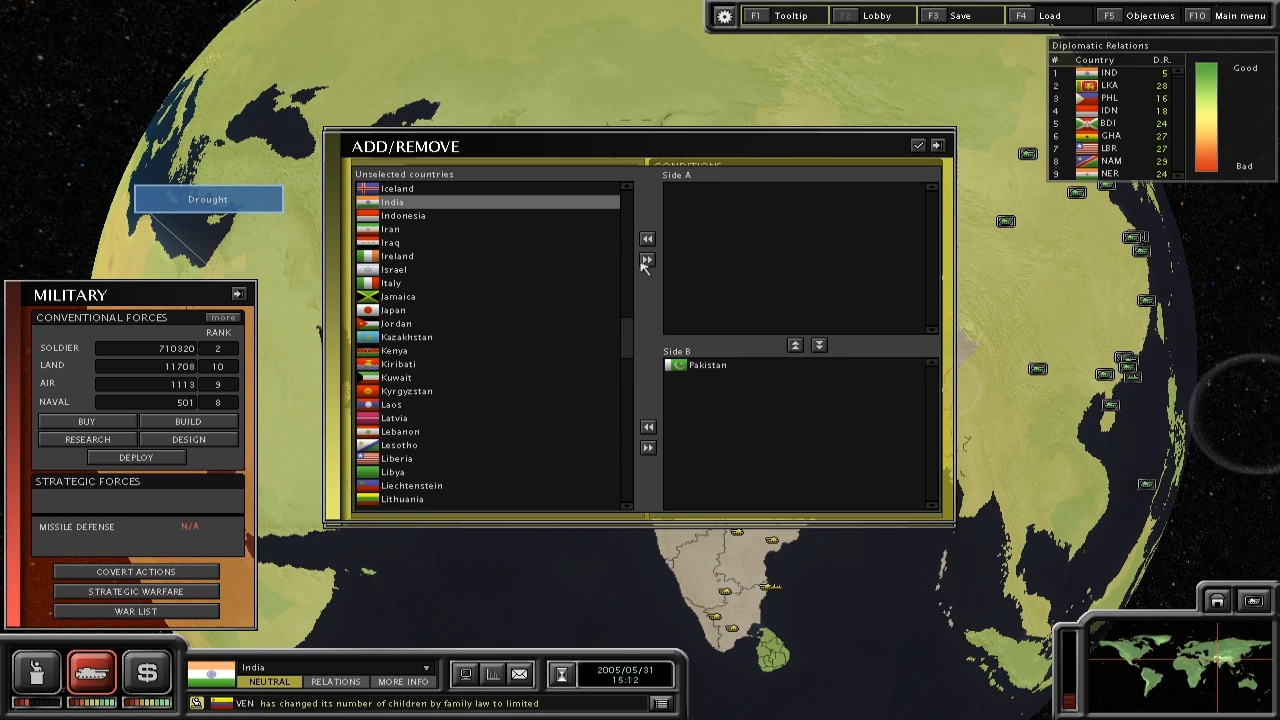 F1 Tooltip F2 Lobby F3 Save F4 Load F5 Objectives F10 Main menu
Diplomatic Relations
# Country D.R.
1 IND 5
2 LKA 28
3 PHL 16
4 IDN 18
5 BDI 24
6 GHA 27
7 LBR 27
8 NAM 29
9 NER 24
Good
Bad
Drought
ADD/REMOVE
CONDITIONS
Unselected countries
Iceland
India
Indonesia
Iran
Iraq
Ireland
Israel
Italy
Jamaica
Japan
Jordan
Kazakhstan
Kenya
Kiribati
Kuwait
Kyrgyzstan
Laos
Latvia
Lebanon
Lesotho
Liberia
Libya
Liechtenstein
Lithuania
Side A
Side B
Pakistan
MILITARY
CONVENTIONAL FORCES more
RANK
SOLDIER 710320 2
LAND 11708 10
AIR 1113 9
NAVAL 501 8
BUY BUILD
RESEARCH DESIGN
DEPLOY
STRATEGIC FORCES
MISSILE DEFENSE N/A
COVERT ACTIONS
STRATEGIC WARFARE
WAR LIST
India
NEUTRAL RELATIONS MORE INFO
2005/05/31
15:12
VEN has changed its number of children by family law to limited